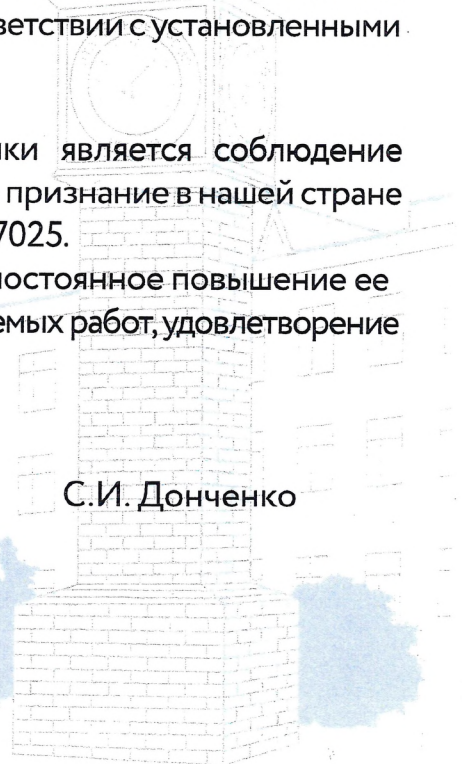 ветствии с установленными
ки является соблюдение
признание в нашей стране
7025.
постоянное повышение ее
емых работ, удовлетворение
С.И. Донченко